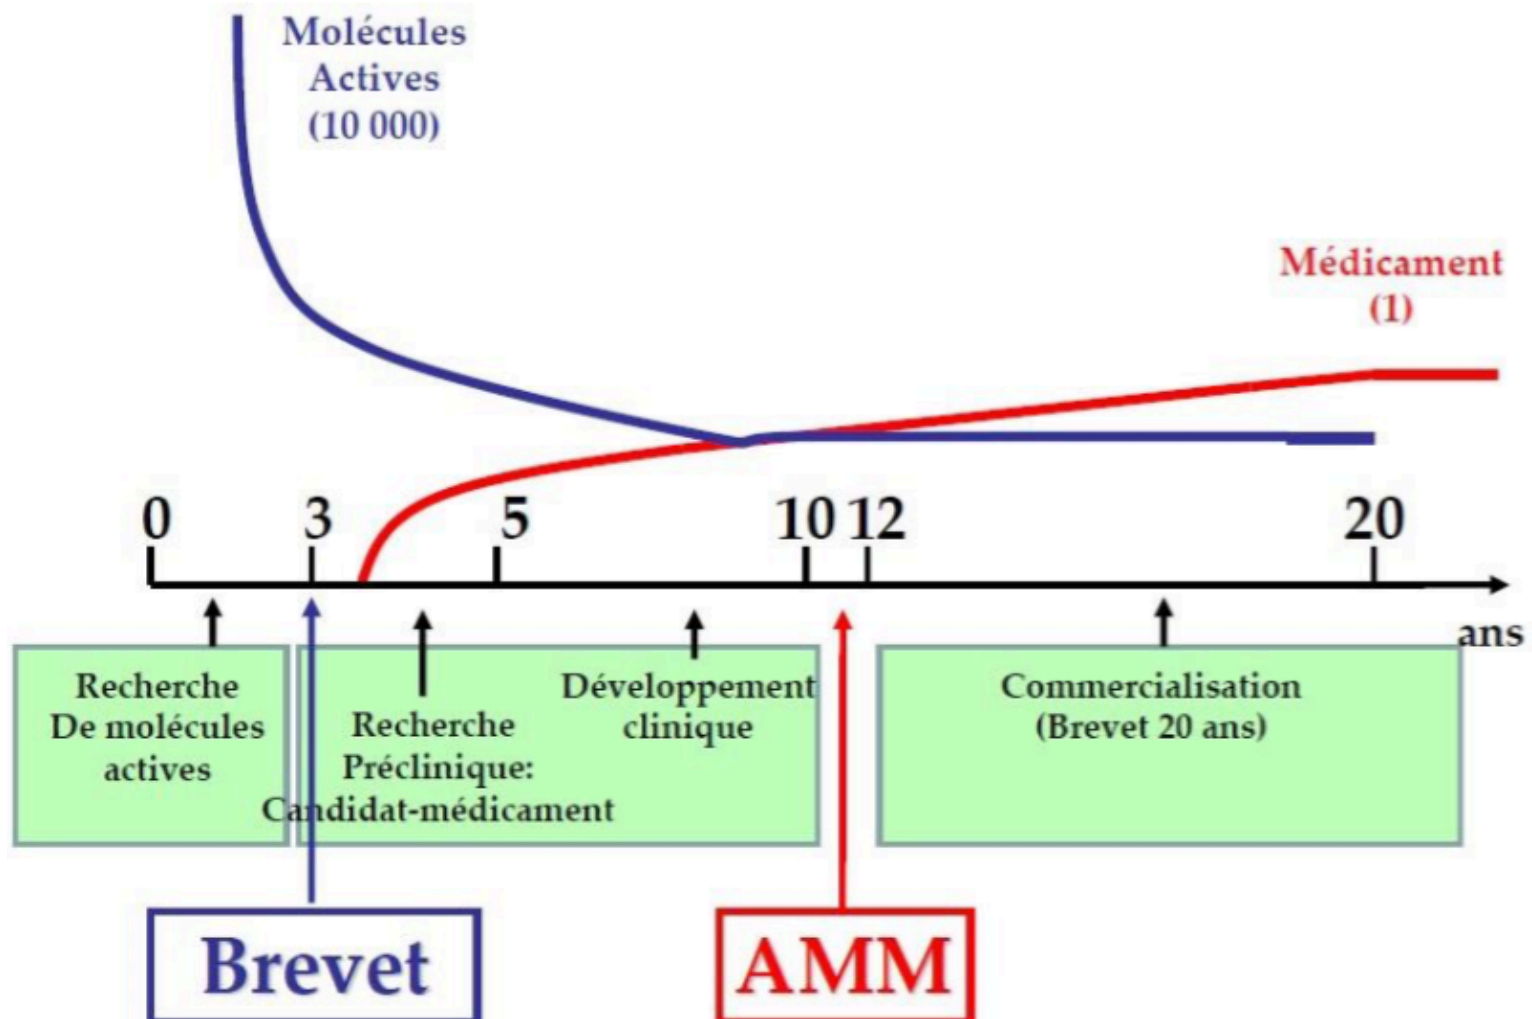 Molécules
Actives
(10 000)
Médicament
(1)
0 3 5 10 12 20
ans
Recherche
De molécules
actives
Recherche
Préclinique:
Candidat-médicament
Développement
clinique
Commercialisation
(Brevet 20 ans)
Brevet
AMM